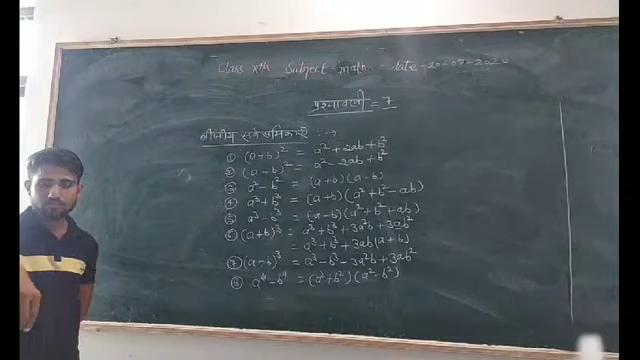 Class Xth Subject - math . date - 20-07-2020
प्रश्नावली = 7
बीजीय सर्वसमिकाएँ :→
① (a+b)² = a² + 2ab + b²
② (a-b)² = a² - 2ab + b²
③ a² - b² = (a+b) (a-b)
④ a³ + b³ = (a+b) (a² + b² - ab)
⑤ a³ - b³ = (a-b) (a² + b² + ab)
⑥ (a+b)³ = a³ + b³ + 3a²b + 3ab²
= a³ + b³ + 3ab (a+b)
⑦ (a-b)³ = a³ - b³ - 3a²b + 3ab²
⑧ a⁴ - b⁴ = (a² + b²) (a² - b²)